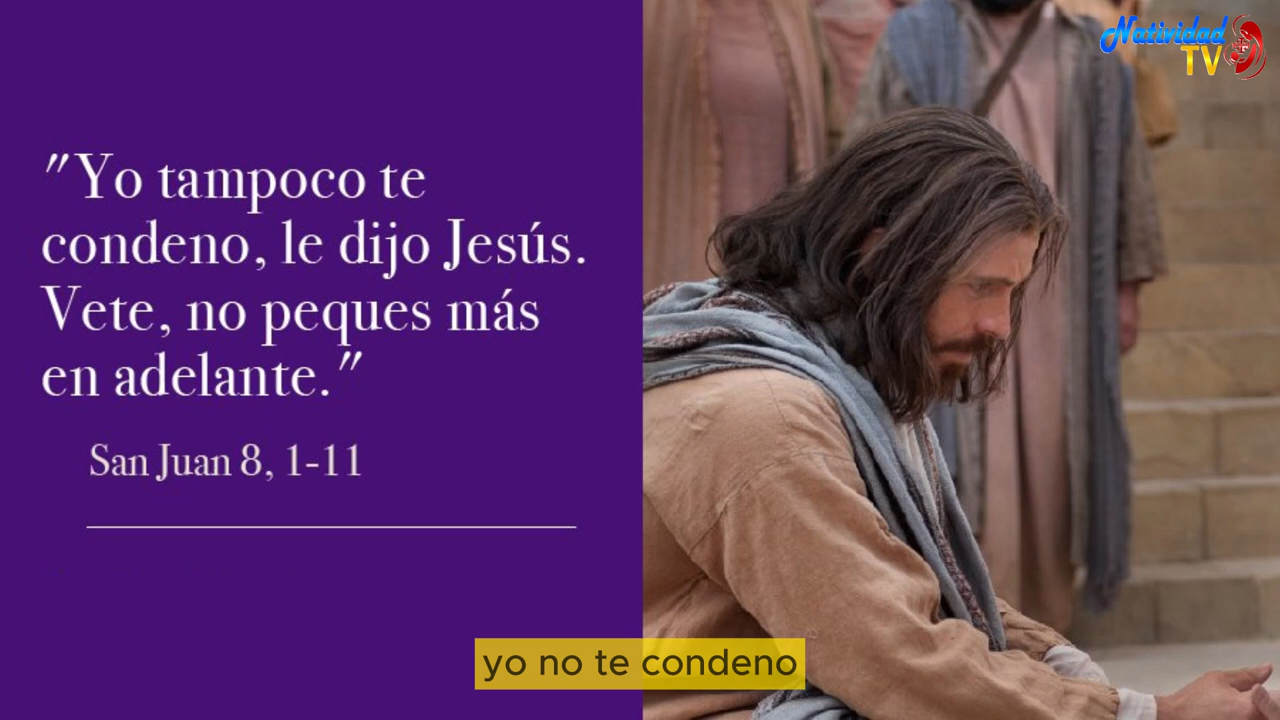 Natividad
TV
"Yo tampoco te
condeno, le dijo Jesús.
Vete, no peques más
en adelante."
San Juan 8, 1-11
yo no te condeno